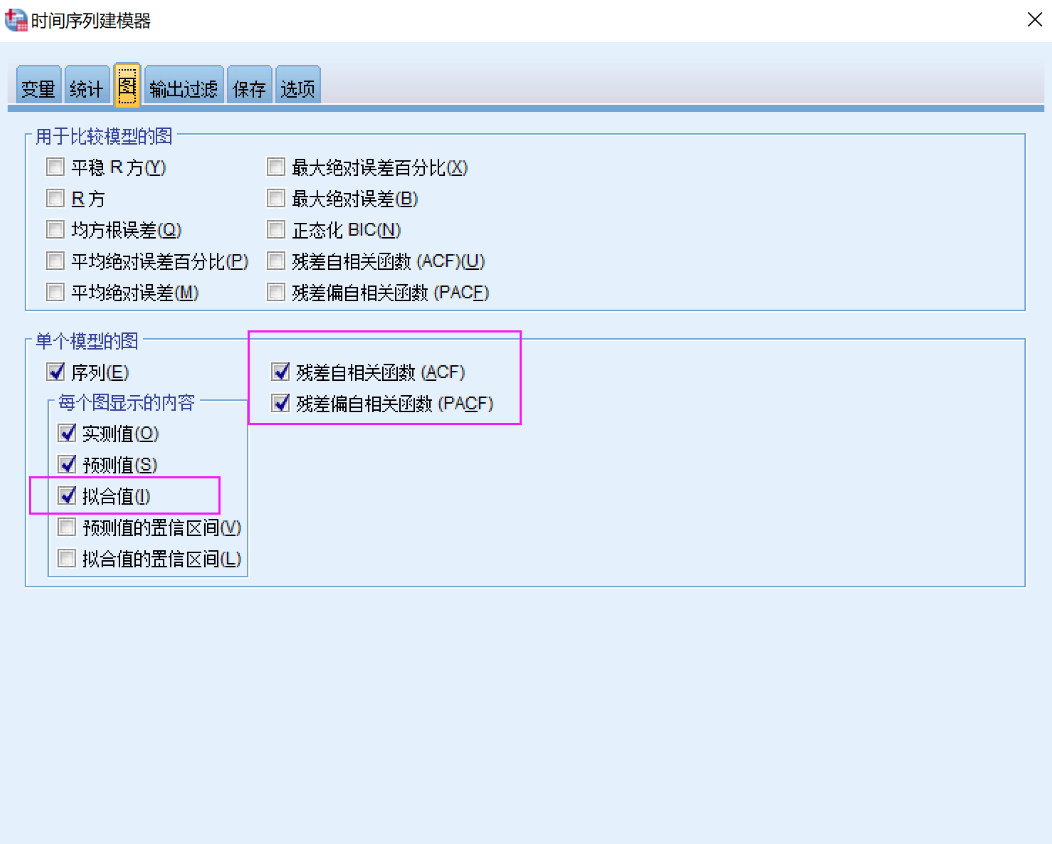 时间序列建模器
变量 统计 图 输出过滤 保存 选项
用于比较模型的图
平稳 R 方(Y) 最大绝对误差百分比(X)
R 方 最大绝对误差(B)
均方根误差(Q) 正态化 BIC(N)
平均绝对误差百分比(P) 残差自相关函数 (ACF)(U)
平均绝对误差(M) 残差偏自相关函数 (PACF)
单个模型的图
序列(E) 残差自相关函数 (ACF)
每个图显示的内容 残差偏自相关函数 (PACF)
实测值(O)
预测值(S)
拟合值(I)
预测值的置信区间(V)
拟合值的置信区间(L)